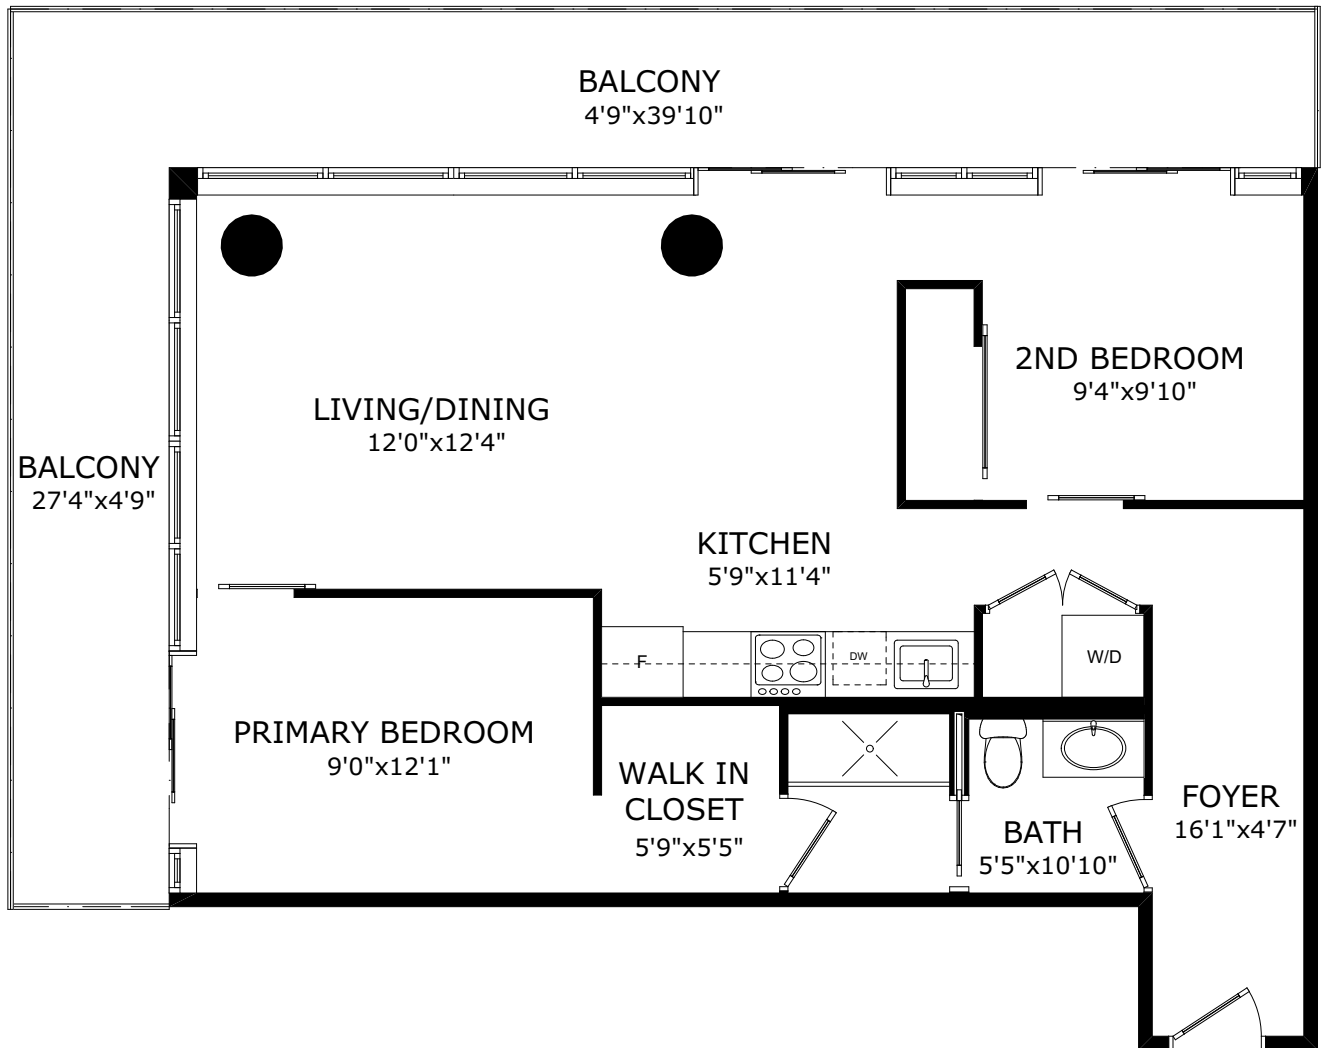 BALCONY
4'9"x39'10"
2ND BEDROOM
9'4"x9'10"
LIVING/DINING
12'0"x12'4"
BALCONY
27'4"x4'9"
KITCHEN
5'9"x11'4"
F
DW
W/D
PRIMARY BEDROOM
9'0"x12'1"
WALK IN
CLOSET
5'9"x5'5"
BATH
5'5"x10'10"
FOYER
16'1"x4'7"